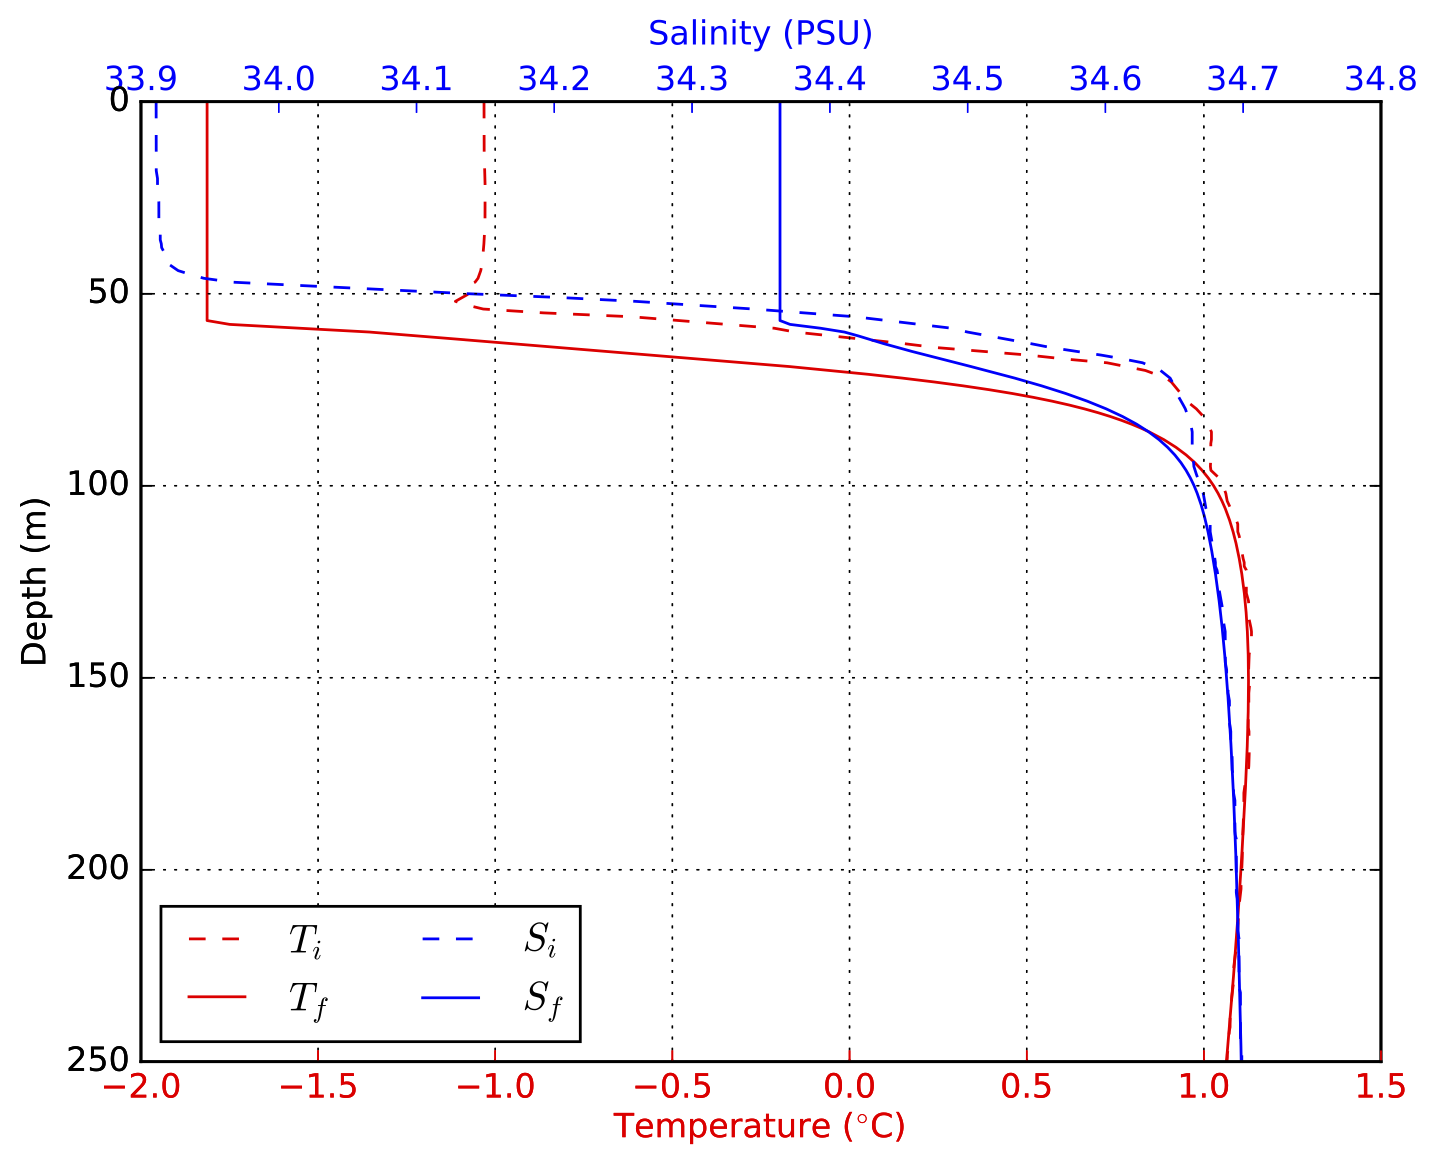 Salinity (PSU)
33.9 34.0 34.1 34.2 34.3 34.4 34.5 34.6 34.7 34.8
0
50
100
150
200
250
Depth (m)
T_i S_i
T_f S_f
−2.0 −1.5 −1.0 −0.5 0.0 0.5 1.0 1.5
Temperature (°C)